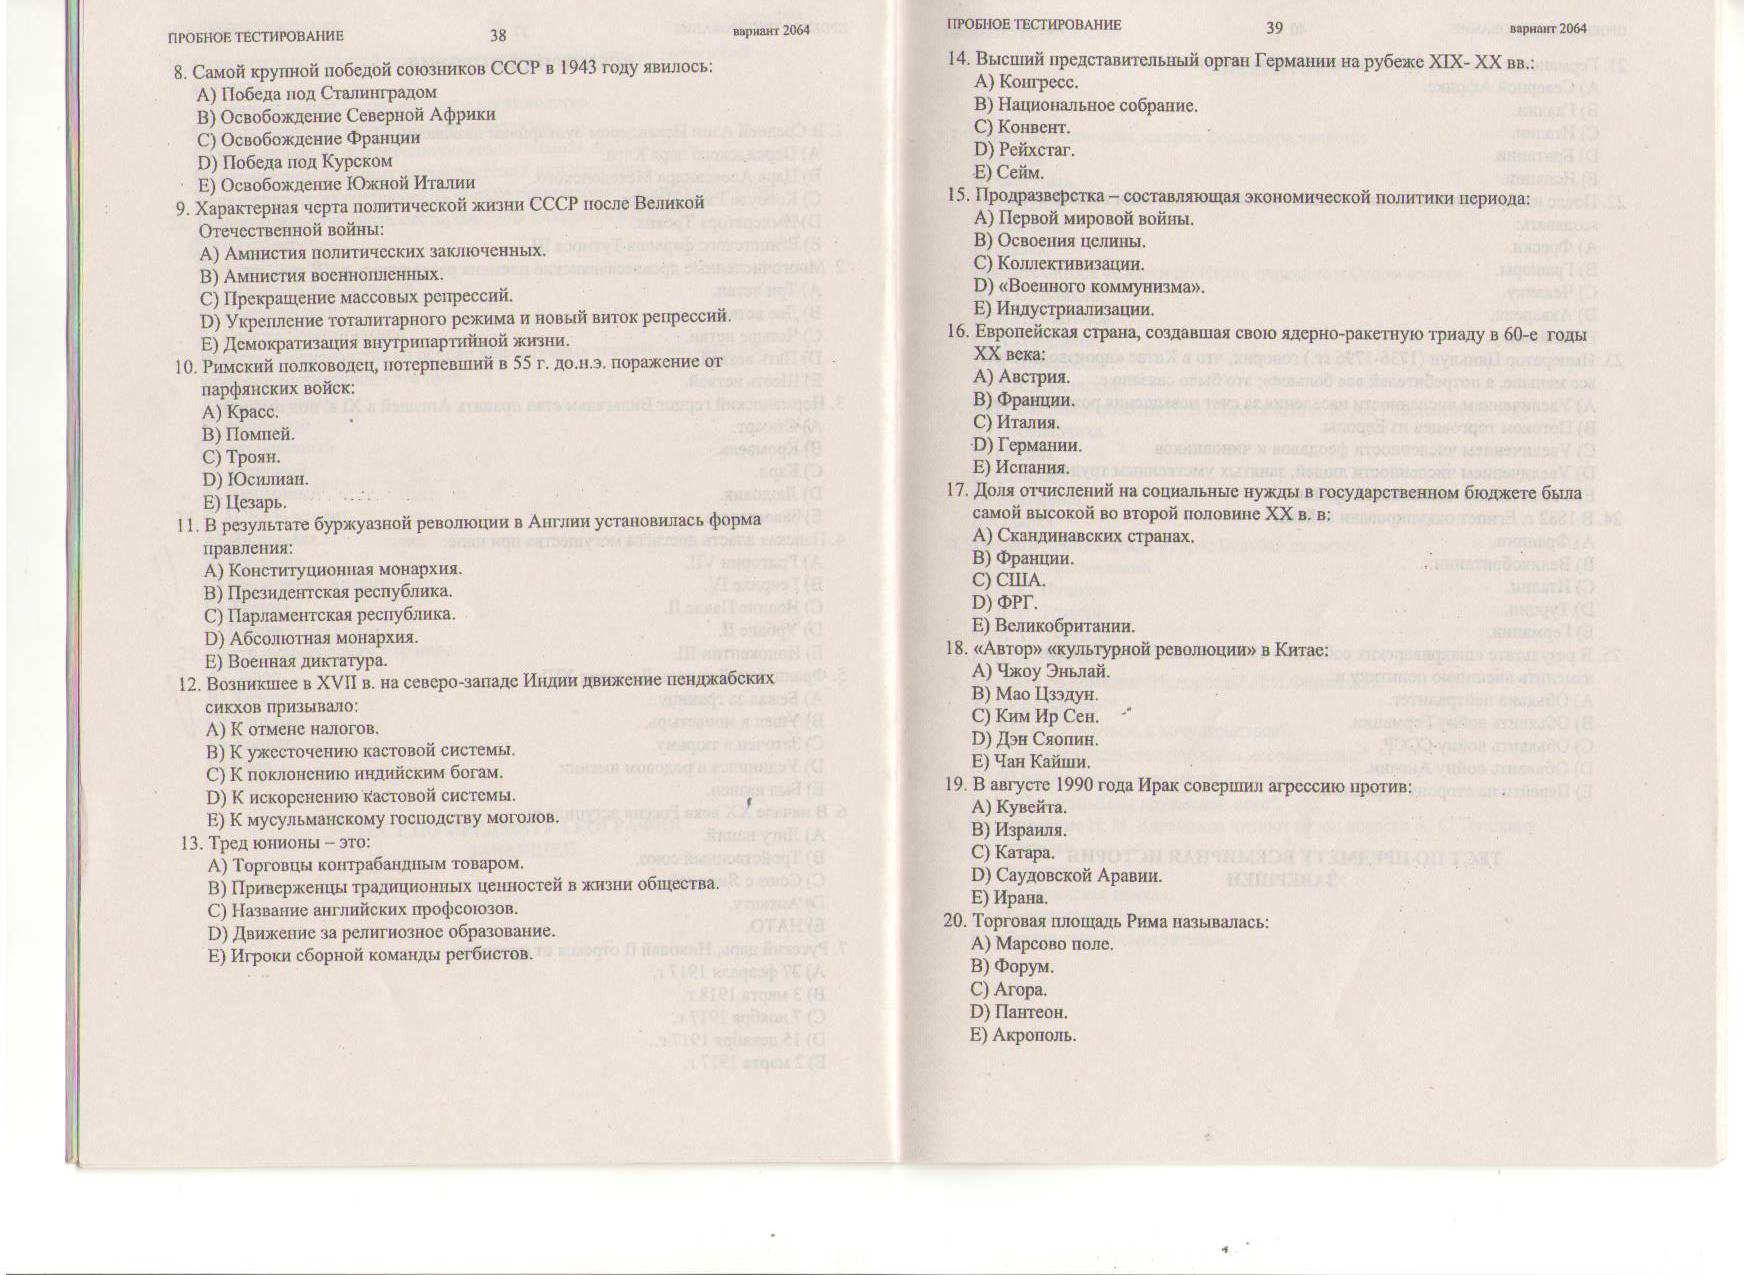 ПРОБНОЕ ТЕСТИРОВАНИЕ 38 вариант 2064
8. Самой крупной победой союзников СССР в 1943 году явилось:
A) Победа под Сталинградом
B) Освобождение Северной Африки
C) Освобождение Франции
D) Победа под Курском
E) Освобождение Южной Италии
9. Характерная черта политической жизни СССР после Великой
Отечественной войны:
A) Амнистия политических заключенных.
B) Амнистия военнопленных.
C) Прекращение массовых репрессий.
D) Укрепление тоталитарного режима и новый виток репрессий.
E) Демократизация внутрипартийной жизни.
10. Римский полководец, потерпевший в 55 г. до.н.э. поражение от
парфянских войск:
A) Красс.
B) Помпей.
C) Троян.
D) Юсилиан.
E) Цезарь.
11. В результате буржуазной революции в Англии установилась форма
правления:
A) Конституционная монархия.
B) Президентская республика.
C) Парламентская республика.
D) Абсолютная монархия.
E) Военная диктатура.
12. Возникшее в XVII в. на северо-западе Индии движение пенджабских
сикхов призывало:
A) К отмене налогов.
B) К ужесточению кастовой системы.
C) К поклонению индийским богам.
D) К искоренению кастовой системы.
E) К мусульманскому господству моголов.
13. Тред юнионы – это:
A) Торговцы контрабандным товаром.
B) Приверженцы традиционных ценностей в жизни общества.
C) Название английских профсоюзов.
D) Движение за религиозное образование.
E) Игроки сборной команды регбистов.
ПРОБНОЕ ТЕСТИРОВАНИЕ 39 вариант 2064
14. Высший представительный орган Германии на рубеже XIX- XX вв.:
A) Конгресс.
B) Национальное собрание.
C) Конвент.
D) Рейхстаг.
E) Сейм.
15. Продразверстка – составляющая экономической политики периода:
A) Первой мировой войны.
B) Освоения целины.
C) Коллективизации.
D) «Военного коммунизма».
E) Индустриализации.
16. Европейская страна, создавшая свою ядерно-ракетную триаду в 60-е годы
XX века:
A) Австрия.
B) Франции.
C) Италия.
D) Германии.
E) Испания.
17. Доля отчислений на социальные нужды в государственном бюджете была
самой высокой во второй половине XX в. в:
A) Скандинавских странах.
B) Франции.
C) США.
D) ФРГ.
E) Великобритании.
18. «Автор» «культурной революции» в Китае:
A) Чжоу Эньлай.
B) Мао Цзэдун.
C) Ким Ир Сен.
D) Дэн Сяопин.
E) Чан Кайши.
19. В августе 1990 года Ирак совершил агрессию против:
A) Кувейта.
B) Израиля.
C) Катара.
D) Саудовской Аравии.
E) Ирана.
20. Торговая площадь Рима называлась:
A) Марсово поле.
B) Форум.
C) Агора.
D) Пантеон.
E) Акрополь.